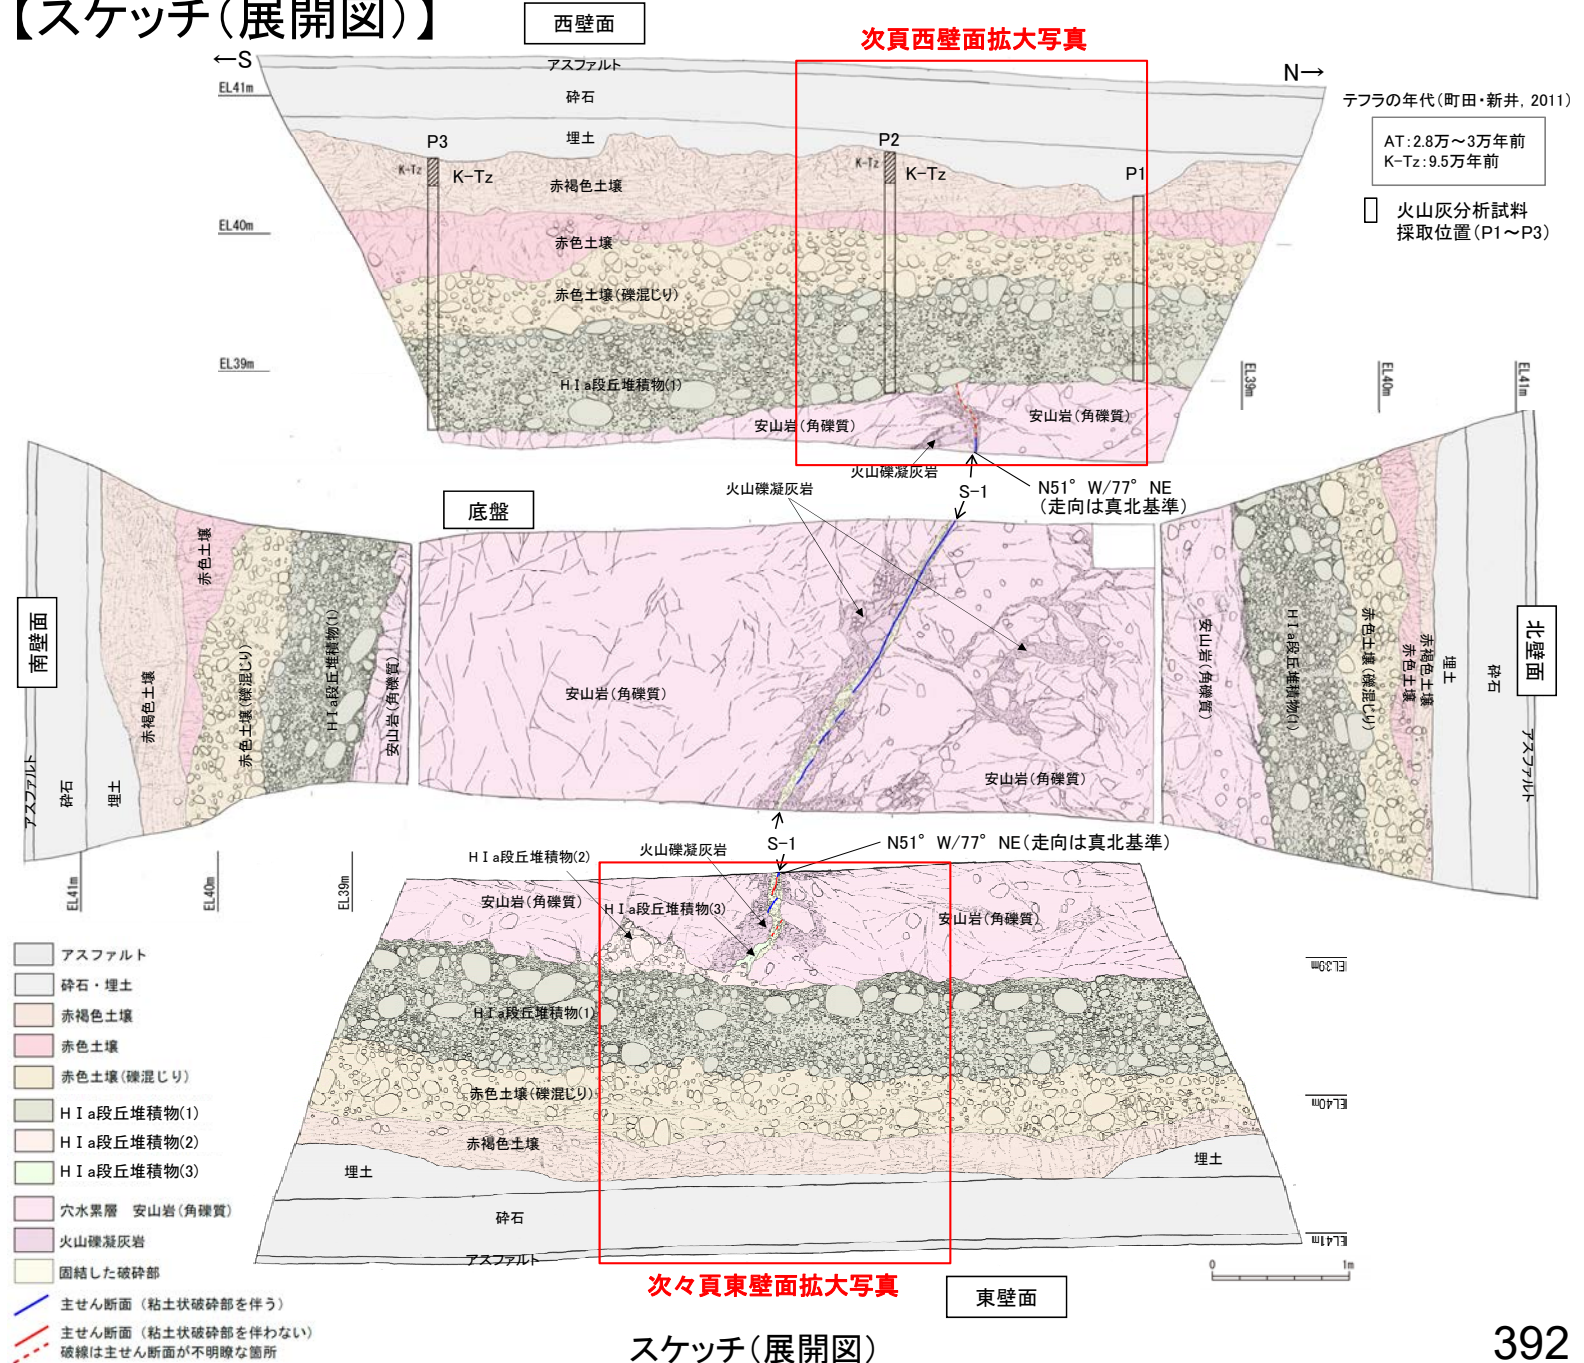 【スケッチ(展開図)】
西壁面
次頁西壁面拡大写真
←S
N→
アスファルト
EL41m
砕石
テフラの年代(町田・新井, 2011)
AT:2.8万~3万年前
K-Tz:9.5万年前
火山灰分析試料
採取位置(P1~P3)
埋土
P3
P2
P1
K-Tz
K-Tz
K-Tz
K-Tz
赤褐色土壌
EL40m
赤色土壌
赤色土壌(礫混じり)
EL39m
HⅠa段丘堆積物(1)
安山岩(角礫質)
安山岩(角礫質)
火山礫凝灰岩
EL39m
EL40m
EL41m
S-1
N51° W/77° NE
(走向は真北基準)
火山礫凝灰岩
底盤
南壁面
アスファルト
砕石
埋土
赤褐色土壌
赤色土壌
赤色土壌(礫混じり)
HⅠa段丘堆積物(1)
安山岩(角礫質)
安山岩(角礫質)
安山岩(角礫質)
安山岩(角礫質)
HⅠa段丘堆積物(1)
赤色土壌(礫混じり)
赤色土壌
赤褐色土壌
埋土
砕石
アスファルト
北壁面
EL41m
EL40m
EL39m
S-1
N51° W/77° NE(走向は真北基準)
HⅠa段丘堆積物(2)
火山礫凝灰岩
安山岩(角礫質)
HⅠa段丘堆積物(3)
安山岩(角礫質)
EL39m
HⅠa段丘堆積物(1)
赤色土壌(礫混じり)
EL40m
赤褐色土壌
埋土
埋土
砕石
EL41m
アスファルト
0 1m
次々頁東壁面拡大写真
東壁面
アスファルト
砕石・埋土
赤褐色土壌
赤色土壌
赤色土壌(礫混じり)
HⅠa段丘堆積物(1)
HⅠa段丘堆積物(2)
HⅠa段丘堆積物(3)
穴水累層 安山岩(角礫質)
火山礫凝灰岩
固結した破砕部
主せん断面(粘土状破砕部を伴う)
主せん断面(粘土状破砕部を伴わない)
破線は主せん断面が不明瞭な箇所
スケッチ(展開図)
392